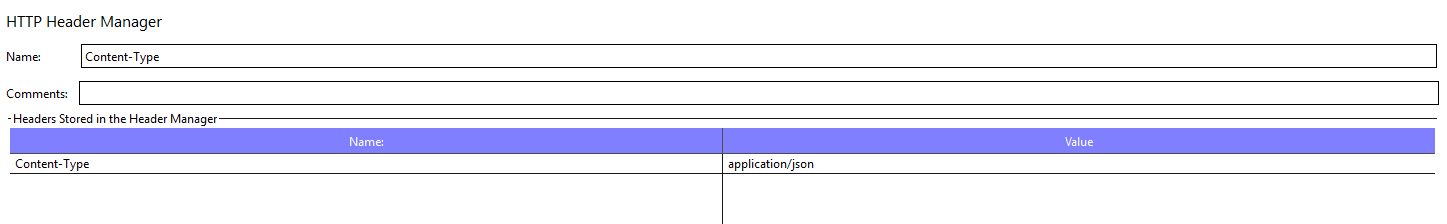 HTTP Header Manager
Name: Content-Type
Comments:
Headers Stored in the Header Manager
Name: Value
Content-Type application/json